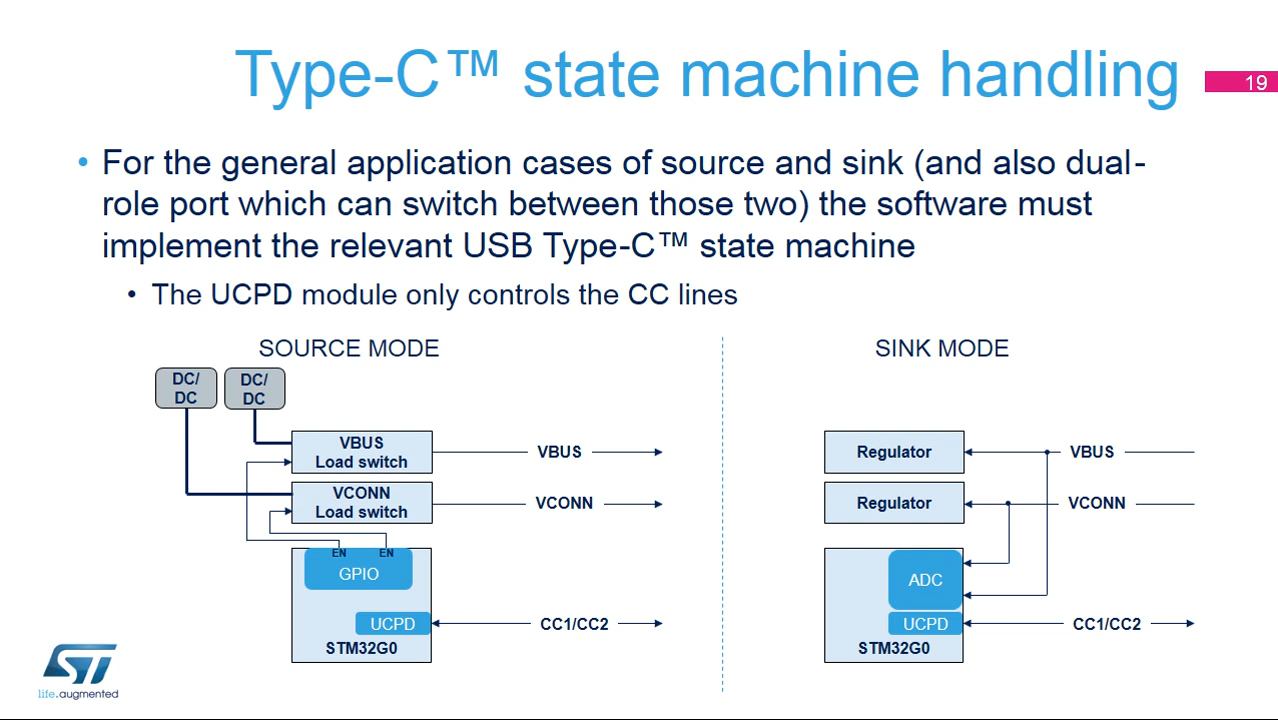 Type-C™ state machine handling
19
• For the general application cases of source and sink (and also dual-
role port which can switch between those two) the software must
implement the relevant USB Type-C™ state machine
• The UCPD module only controls the CC lines
SOURCE MODE
DC/
DC
DC/
DC
VBUS
Load switch
VBUS
VCONN
Load switch
VCONN
EN
EN
GPIO
UCPD
CC1/CC2
STM32G0
SINK MODE
Regulator
VBUS
Regulator
VCONN
ADC
UCPD
CC1/CC2
STM32G0
ST
life.augmented